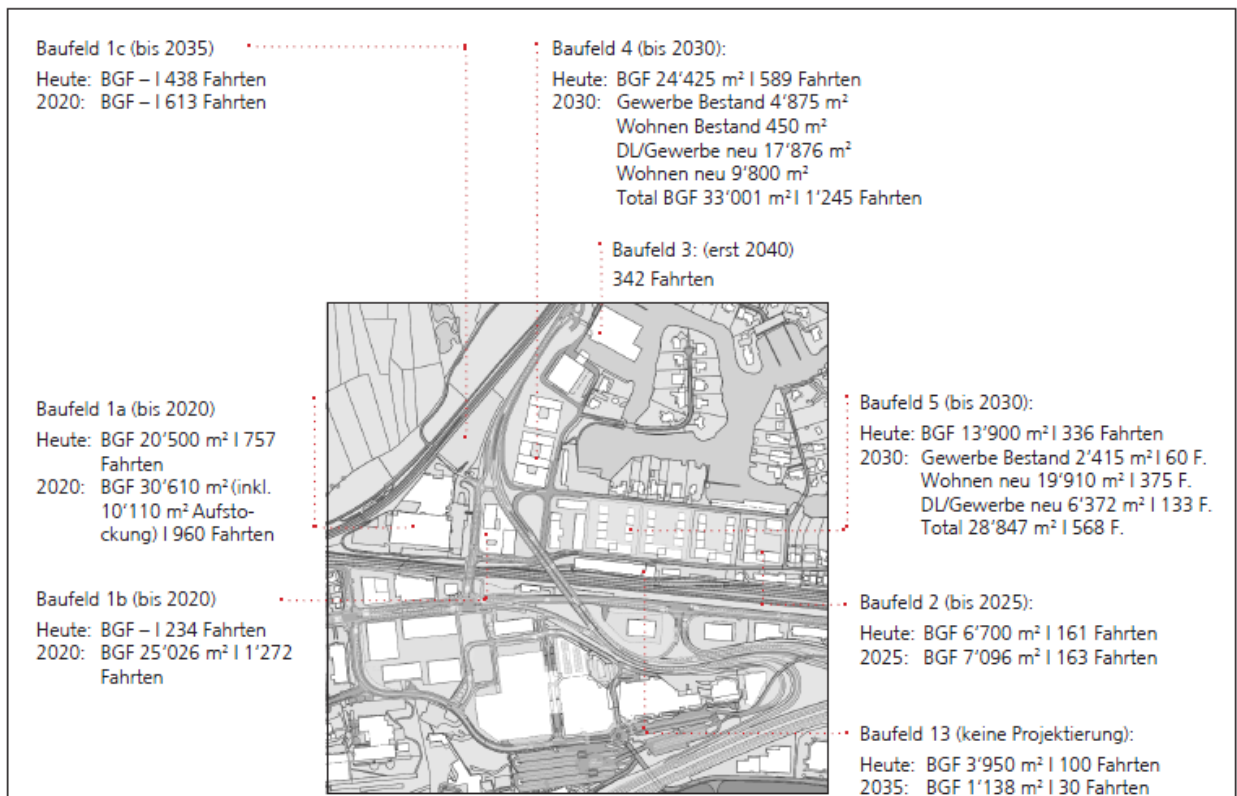 Baufeld 1c (bis 2035)
Heute: BGF – I 438 Fahrten
2020: BGF – I 613 Fahrten
Baufeld 4 (bis 2030):
Heute: BGF 24’425 m² I 589 Fahrten
2030: Gewerbe Bestand 4’875 m²
Wohnen Bestand 450 m²
DL/Gewerbe neu 17’876 m²
Wohnen neu 9’800 m²
Total BGF 33’001 m² I 1’245 Fahrten
Baufeld 3: (erst 2040)
342 Fahrten
Baufeld 1a (bis 2020)
Heute: BGF 20’500 m² I 757
Fahrten
2020: BGF 30’610 m² (inkl.
10’110 m² Aufsto-
ckung) I 960 Fahrten
Baufeld 1b (bis 2020)
Heute: BGF – I 234 Fahrten
2020: BGF 25’026 m² I 1’272
Fahrten
Baufeld 5 (bis 2030):
Heute: BGF 13’900 m² I 336 Fahrten
2030: Gewerbe Bestand 2’415 m² I 60 F.
Wohnen neu 19’910 m² I 375 F.
DL/Gewerbe neu 6’372 m² I 133 F.
Total 28’847 m² I 568 F.
Baufeld 2 (bis 2025):
Heute: BGF 6’700 m² I 161 Fahrten
2025: BGF 7’096 m² I 163 Fahrten
Baufeld 13 (keine Projektierung):
Heute: BGF 3’950 m² I 100 Fahrten
2035: BGF 1’138 m² I 30 Fahrten